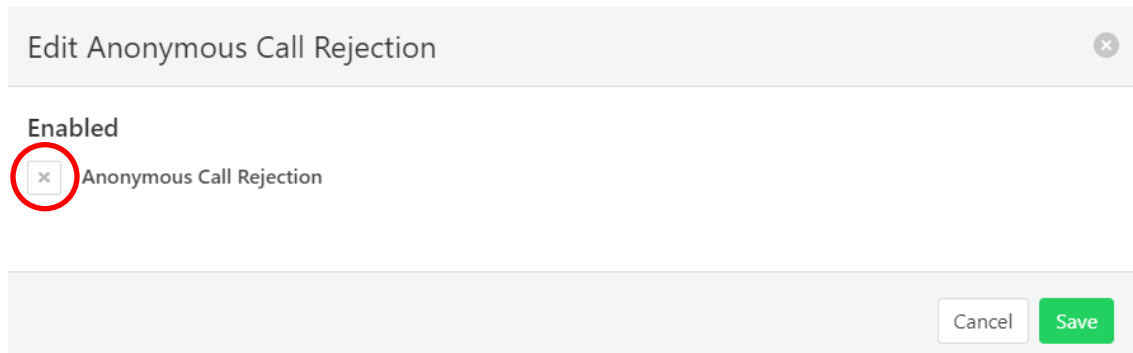 Edit Anonymous Call Rejection
Enabled
Anonymous Call Rejection
Cancel Save